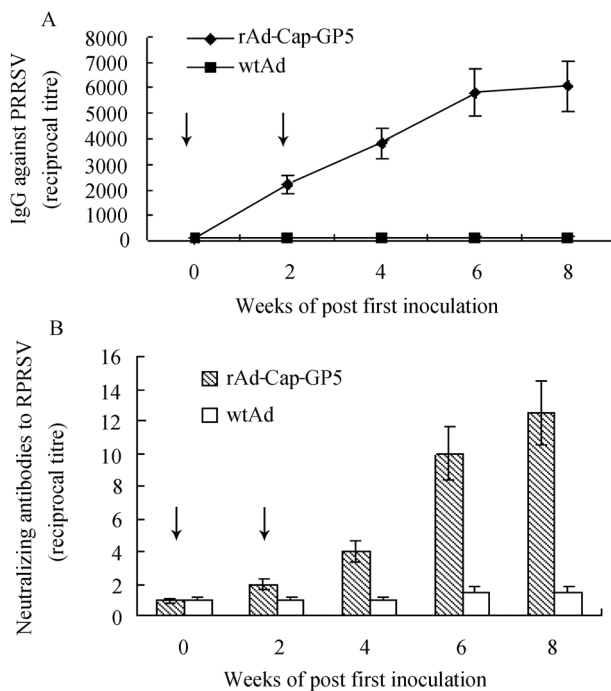 A
IgG against PRRSV
(reciprocal titre)
8000
7000
6000
5000
4000
3000
2000
1000
0
rAd-Cap-GP5
wtAd
0 2 4 6 8
Weeks of post first inoculation
B
Neutralizing antibodies to RPRSV
(reciprocal titre)
16
14
12
10
8
6
4
2
0
rAd-Cap-GP5
wtAd
0 2 4 6 8
Weeks of post first inoculation